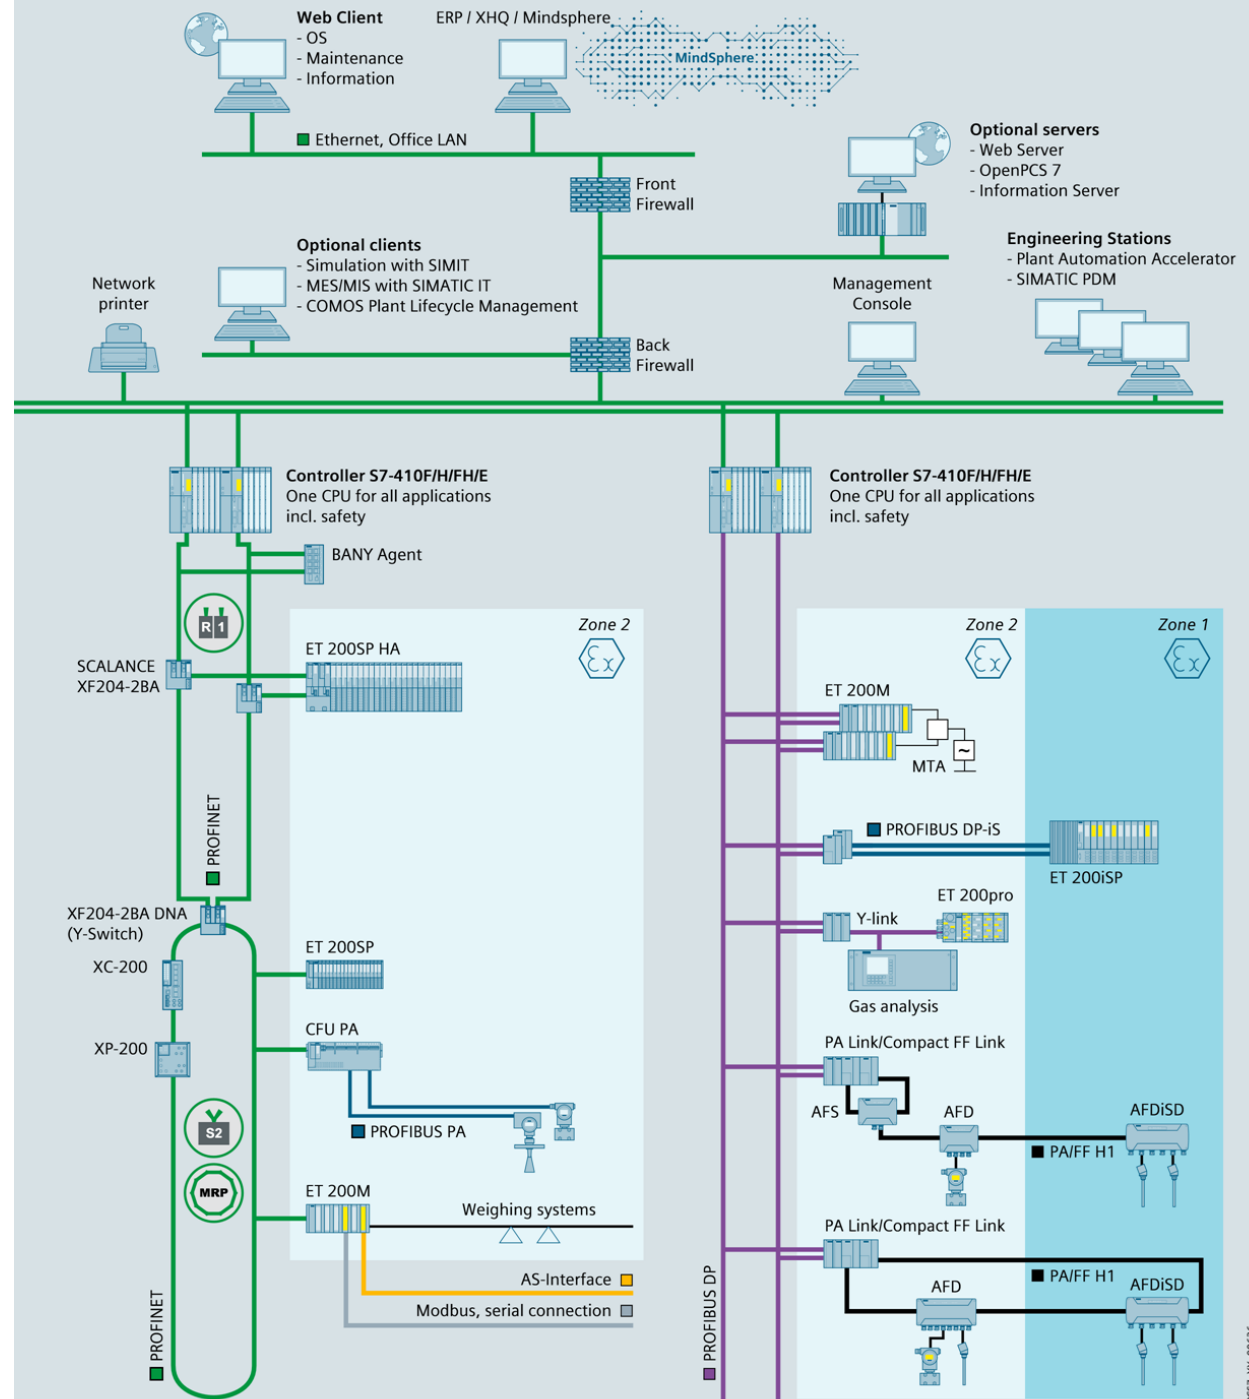 Web Client
- OS
- Maintenance
- Information
ERP / XHQ / Mindsphere
MindSphere
Ethernet, Office LAN
Optional servers
- Web Server
- OpenPCS 7
- Information Server
Front
Firewall
Optional clients
- Simulation with SIMIT
- MES/MIS with SIMATIC IT
- COMOS Plant Lifecycle Management
Engineering Stations
- Plant Automation Accelerator
- SIMATIC PDM
Network
printer
Management
Console
Back
Firewall
Controller S7-410F/H/FH/E
One CPU for all applications
incl. safety
Controller S7-410F/H/FH/E
One CPU for all applications
incl. safety
BANY Agent
R 1
Zone 2
Ex
ET 200SP HA
SCALANCE
XF204-2BA
PROFINET
XF204-2BA DNA
(Y-Switch)
XC-200
XP-200
ET 200SP
CFU PA
PROFIBUS PA
S2
MRP
ET 200M
Weighing systems
AS-Interface
Modbus, serial connection
PROFINET
Zone 2
Ex
Zone 1
Ex
ET 200M
MTA
~
PROFIBUS DP-iS
ET 200iSP
Y-link
ET 200pro
Gas analysis
PA Link/Compact FF Link
AFS
AFD
AFDiSD
PA/FF H1
PA Link/Compact FF Link
PA/FF H1
AFD
AFDiSD
PROFIBUS DP